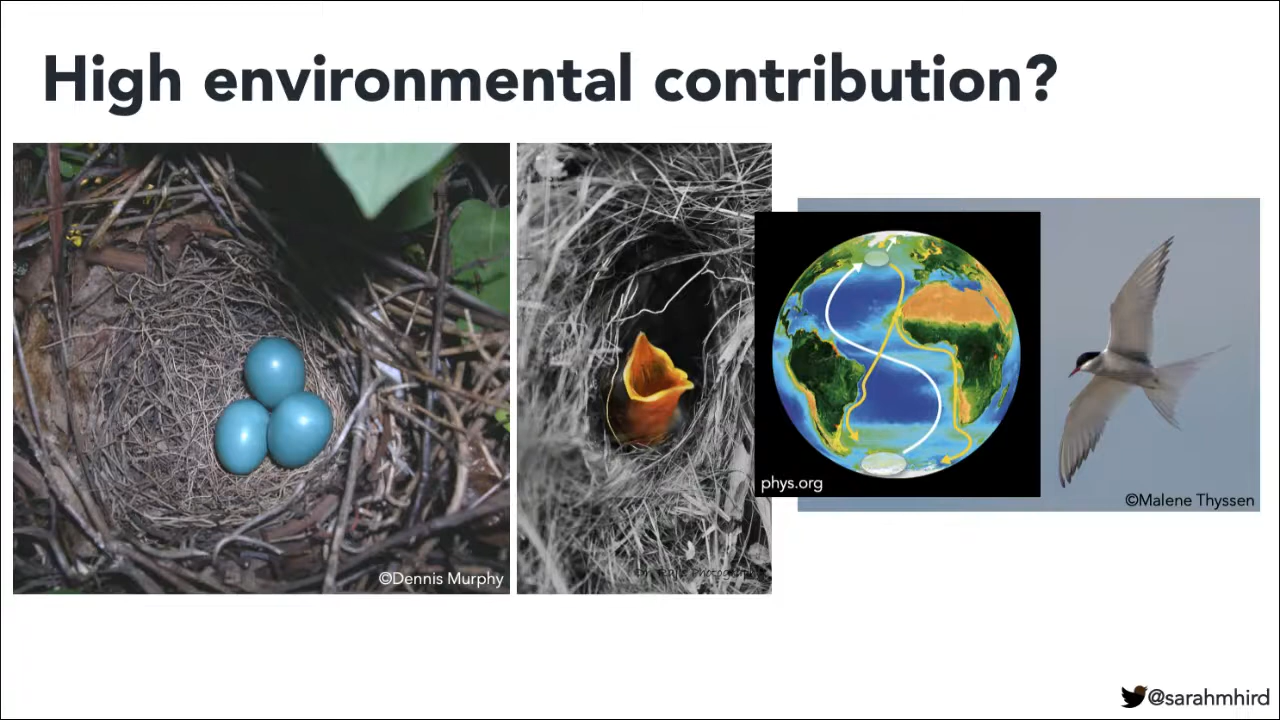 High environmental contribution?
©Dennis Murphy
phys.org
©Malene Thyssen
@sarahmhird